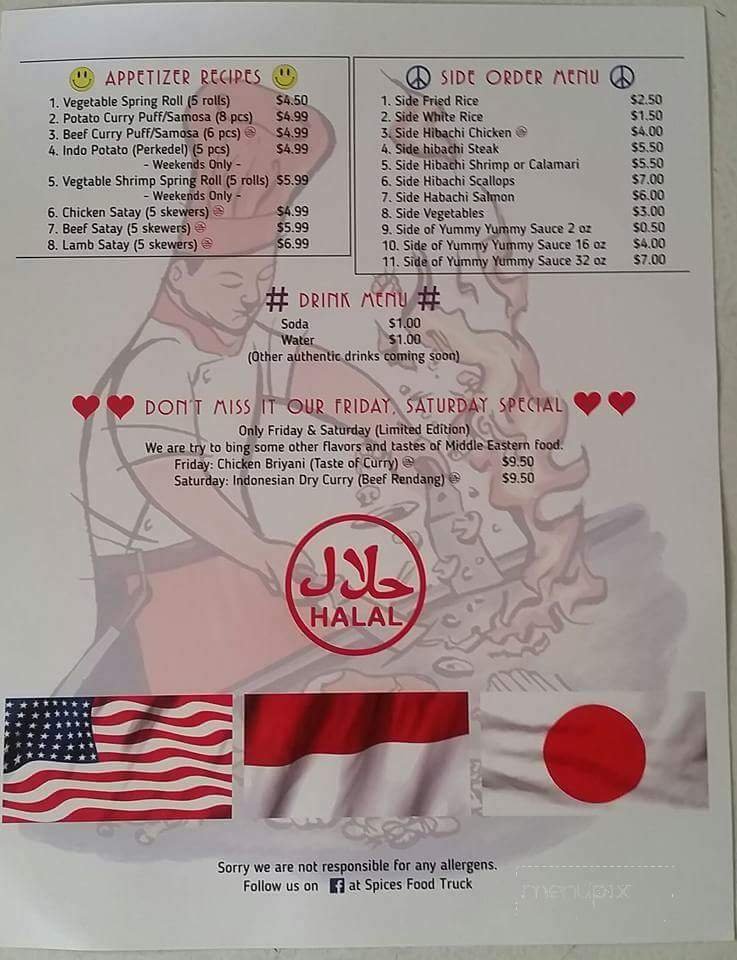 APPETIZER RECIPES
1. Vegetable Spring Roll (5 rolls) $4.50
2. Potato Curry Puff/Samosa (8 pcs) $4.99
3. Beef Curry Puff/Samosa (6 pcs) $4.99
4. Indo Potato (Perkedel) (5 pcs) $4.99
- Weekends Only -
5. Vegtable Shrimp Spring Roll (5 rolls) $5.99
- Weekends Only -
6. Chicken Satay (5 skewers) $4.99
7. Beef Satay (5 skewers) $5.99
8. Lamb Satay (5 skewers) $6.99
SIDE ORDER MENU
1. Side Fried Rice $2.50
2. Side White Rice $1.50
3. Side Hibachi Chicken $4.00
4. Side hibachi Steak $5.50
5. Side Hibachi Shrimp or Calamari $5.50
6. Side Hibachi Scallops $7.00
7. Side Habachi Salmon $6.00
8. Side Vegetables $3.00
9. Side of Yummy Yummy Sauce 2 oz $0.50
10. Side of Yummy Yummy Sauce 16 oz $4.00
11. Side of Yummy Yummy Sauce 32 oz $7.00
# DRINK MENU #
Soda $1.00
Water $1.00
(Other authentic drinks coming soon)
DON'T MISS IT OUR FRIDAY, SATURDAY, SPECIAL
Only Friday & Saturday (Limited Edition)
We are try to bing some other flavors and tastes of Middle Eastern food.
Friday: Chicken Briyani (Taste of Curry) $9.50
Saturday: Indonesian Dry Curry (Beef Rendang) $9.50
حلال
HALAL
Sorry we are not responsible for any allergens.
Follow us on f at Spices Food Truck
menupix